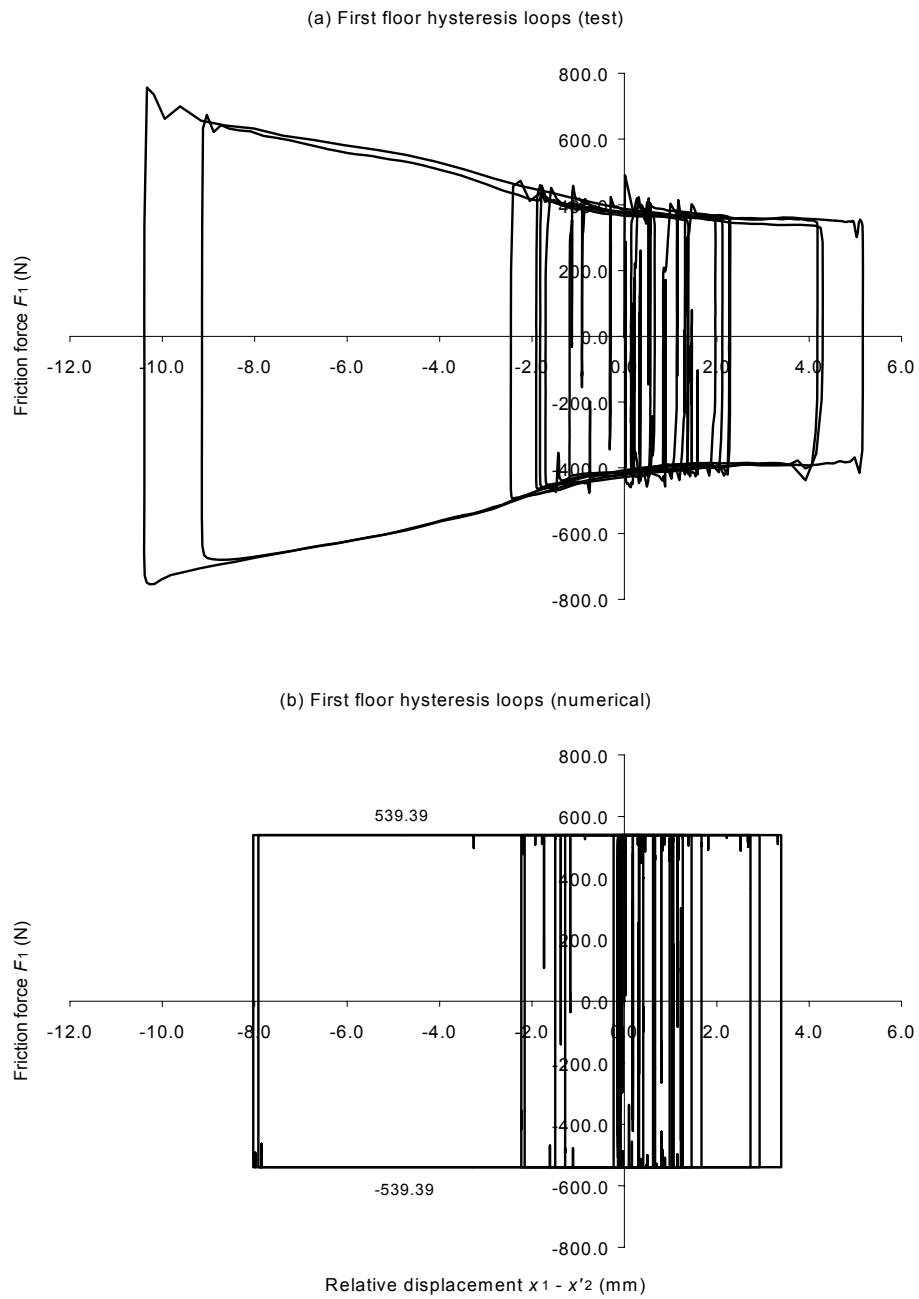 (a) First floor hysteresis loops (test)
800.0
600.0
400.0
200.0
0.0
-12.0 -10.0 -8.0 -6.0 -4.0 -2.0 0.0 2.0 4.0 6.0
-200.0
-400.0
-600.0
-800.0
Friction force F1 (N)
(b) First floor hysteresis loops (numerical)
800.0
600.0
539.39
400.0
200.0
0.0
-12.0 -10.0 -8.0 -6.0 -4.0 -2.0 0.0 2.0 4.0 6.0
-200.0
-400.0
-600.0
-539.39
-800.0
Friction force F1 (N)
Relative displacement x1 - x'2 (mm)